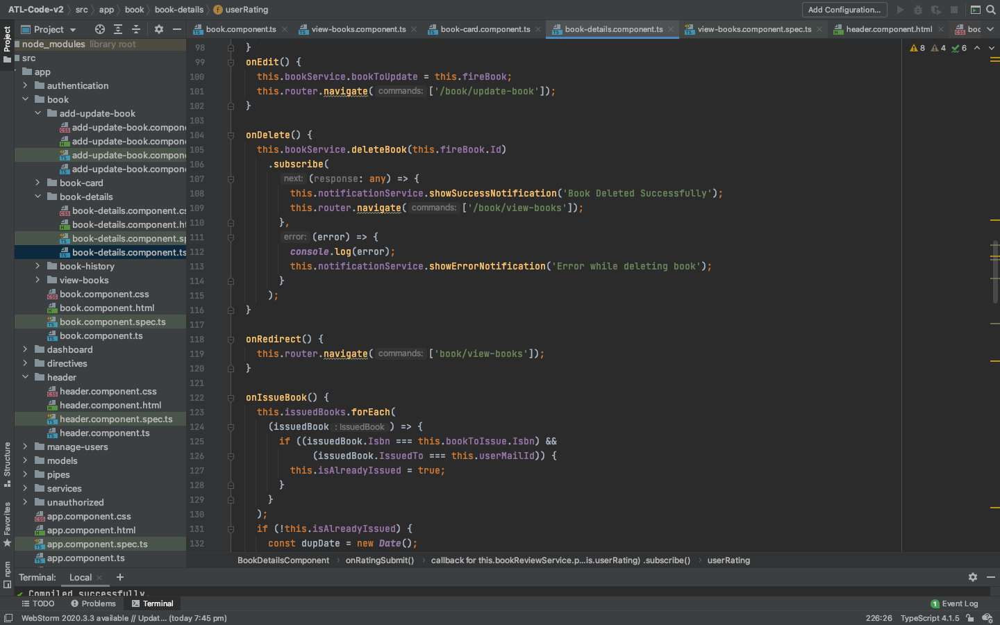 ATL-Code-v2 src app book book-details f userRating Add Configuration...
Project
book.component.ts view-books.component.ts book-card.component.ts book-details.component.ts view-books.component.spec.ts header.component.html
node_modules library root
src
app
authentication
book
add-update-book
add-update-book.compone
add-update-book.compone
add-update-book.compone
add-update-book.compone
book-card
book-details
book-details.component.cs
book-details.component.ht
book-details.component.sp
book-details.component.ts
book-history
view-books
book.component.css
book.component.html
book.component.spec.ts
book.component.ts
dashboard
directives
header
header.component.css
header.component.html
header.component.spec.ts
header.component.ts
manage-users
models
pipes
services
unauthorized
app.component.css
app.component.html
app.component.spec.ts
app.component.ts
Project
Structure
Favorites
npm
8 4 6
98 }
99 onEdit() {
100 this.bookService.bookToUpdate = this.fireBook;
101 this.router.navigate( commands: ['/book/update-book']);
102 }
103
104 onDelete() {
105 this.bookService.deleteBook(this.fireBook.Id)
106 .subscribe(
107 next: (response: any) => {
108 this.notificationService.showSuccessNotification('Book Deleted Successfully');
109 this.router.navigate( commands: ['/book/view-books']);
110 },
111 error: (error) => {
112 console.log(error);
113 this.notificationService.showErrorNotification('Error while deleting book');
114 }
115 );
116 }
117
118 onRedirect() {
119 this.router.navigate( commands: ['book/view-books']);
120 }
121
122 onIssueBook() {
123 this.issuedBooks.forEach(
124 (issuedBook : IssuedBook ) => {
125 if ((issuedBook.Isbn === this.bookToIssue.Isbn) &&
126 (issuedBook.IssuedTo === this.userMailId)) {
127 this.isAlreadyIssued = true;
128 }
129 }
130 );
131 if (!this.isAlreadyIssued) {
132 const dupDate = new Date();
BookDetailsComponent onRatingSubmit() callback for this.bookReviewService.p...is.userRating) .subscribe() userRating
Terminal: Local +
✔ Compiled successfully.
TODO Problems Terminal 1 Event Log
WebStorm 2020.3.3 available // Updat... (today 7:45 pm) 226:26 TypeScript 4.1.5